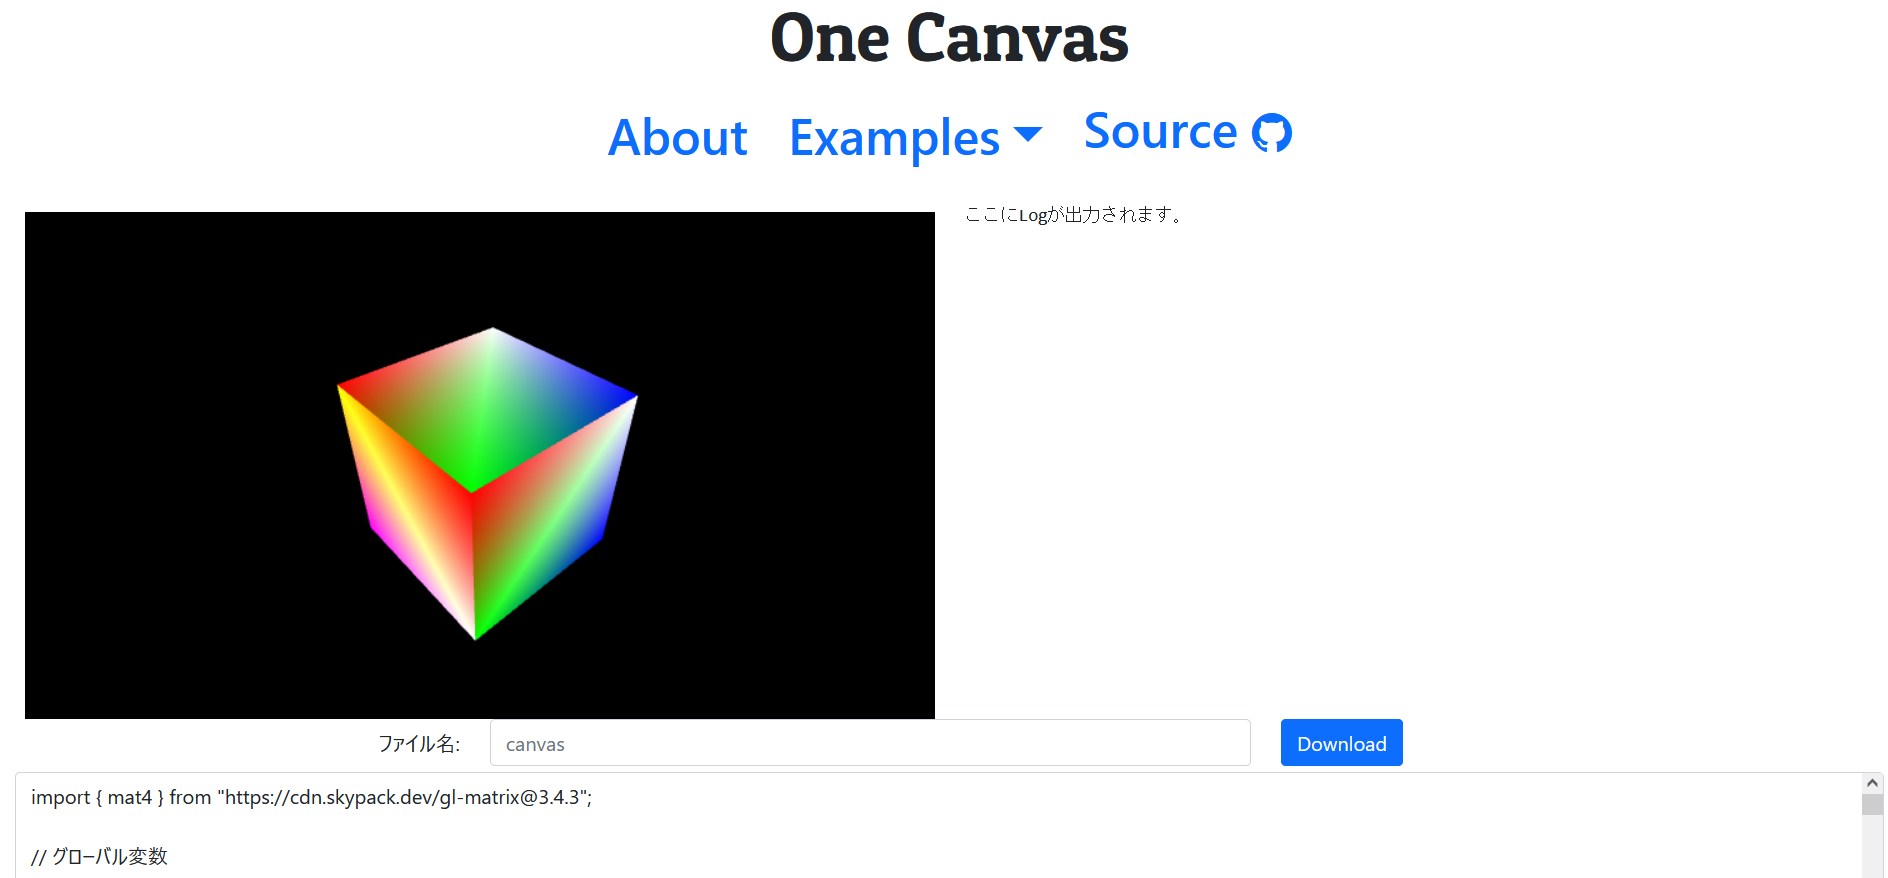 One Canvas
About Examples Source
ここにLogが出力されます。
ファイル名: canvas Download
import { mat4 } from "https://cdn.skypack.dev/gl-matrix@3.4.3";
// グローバル変数